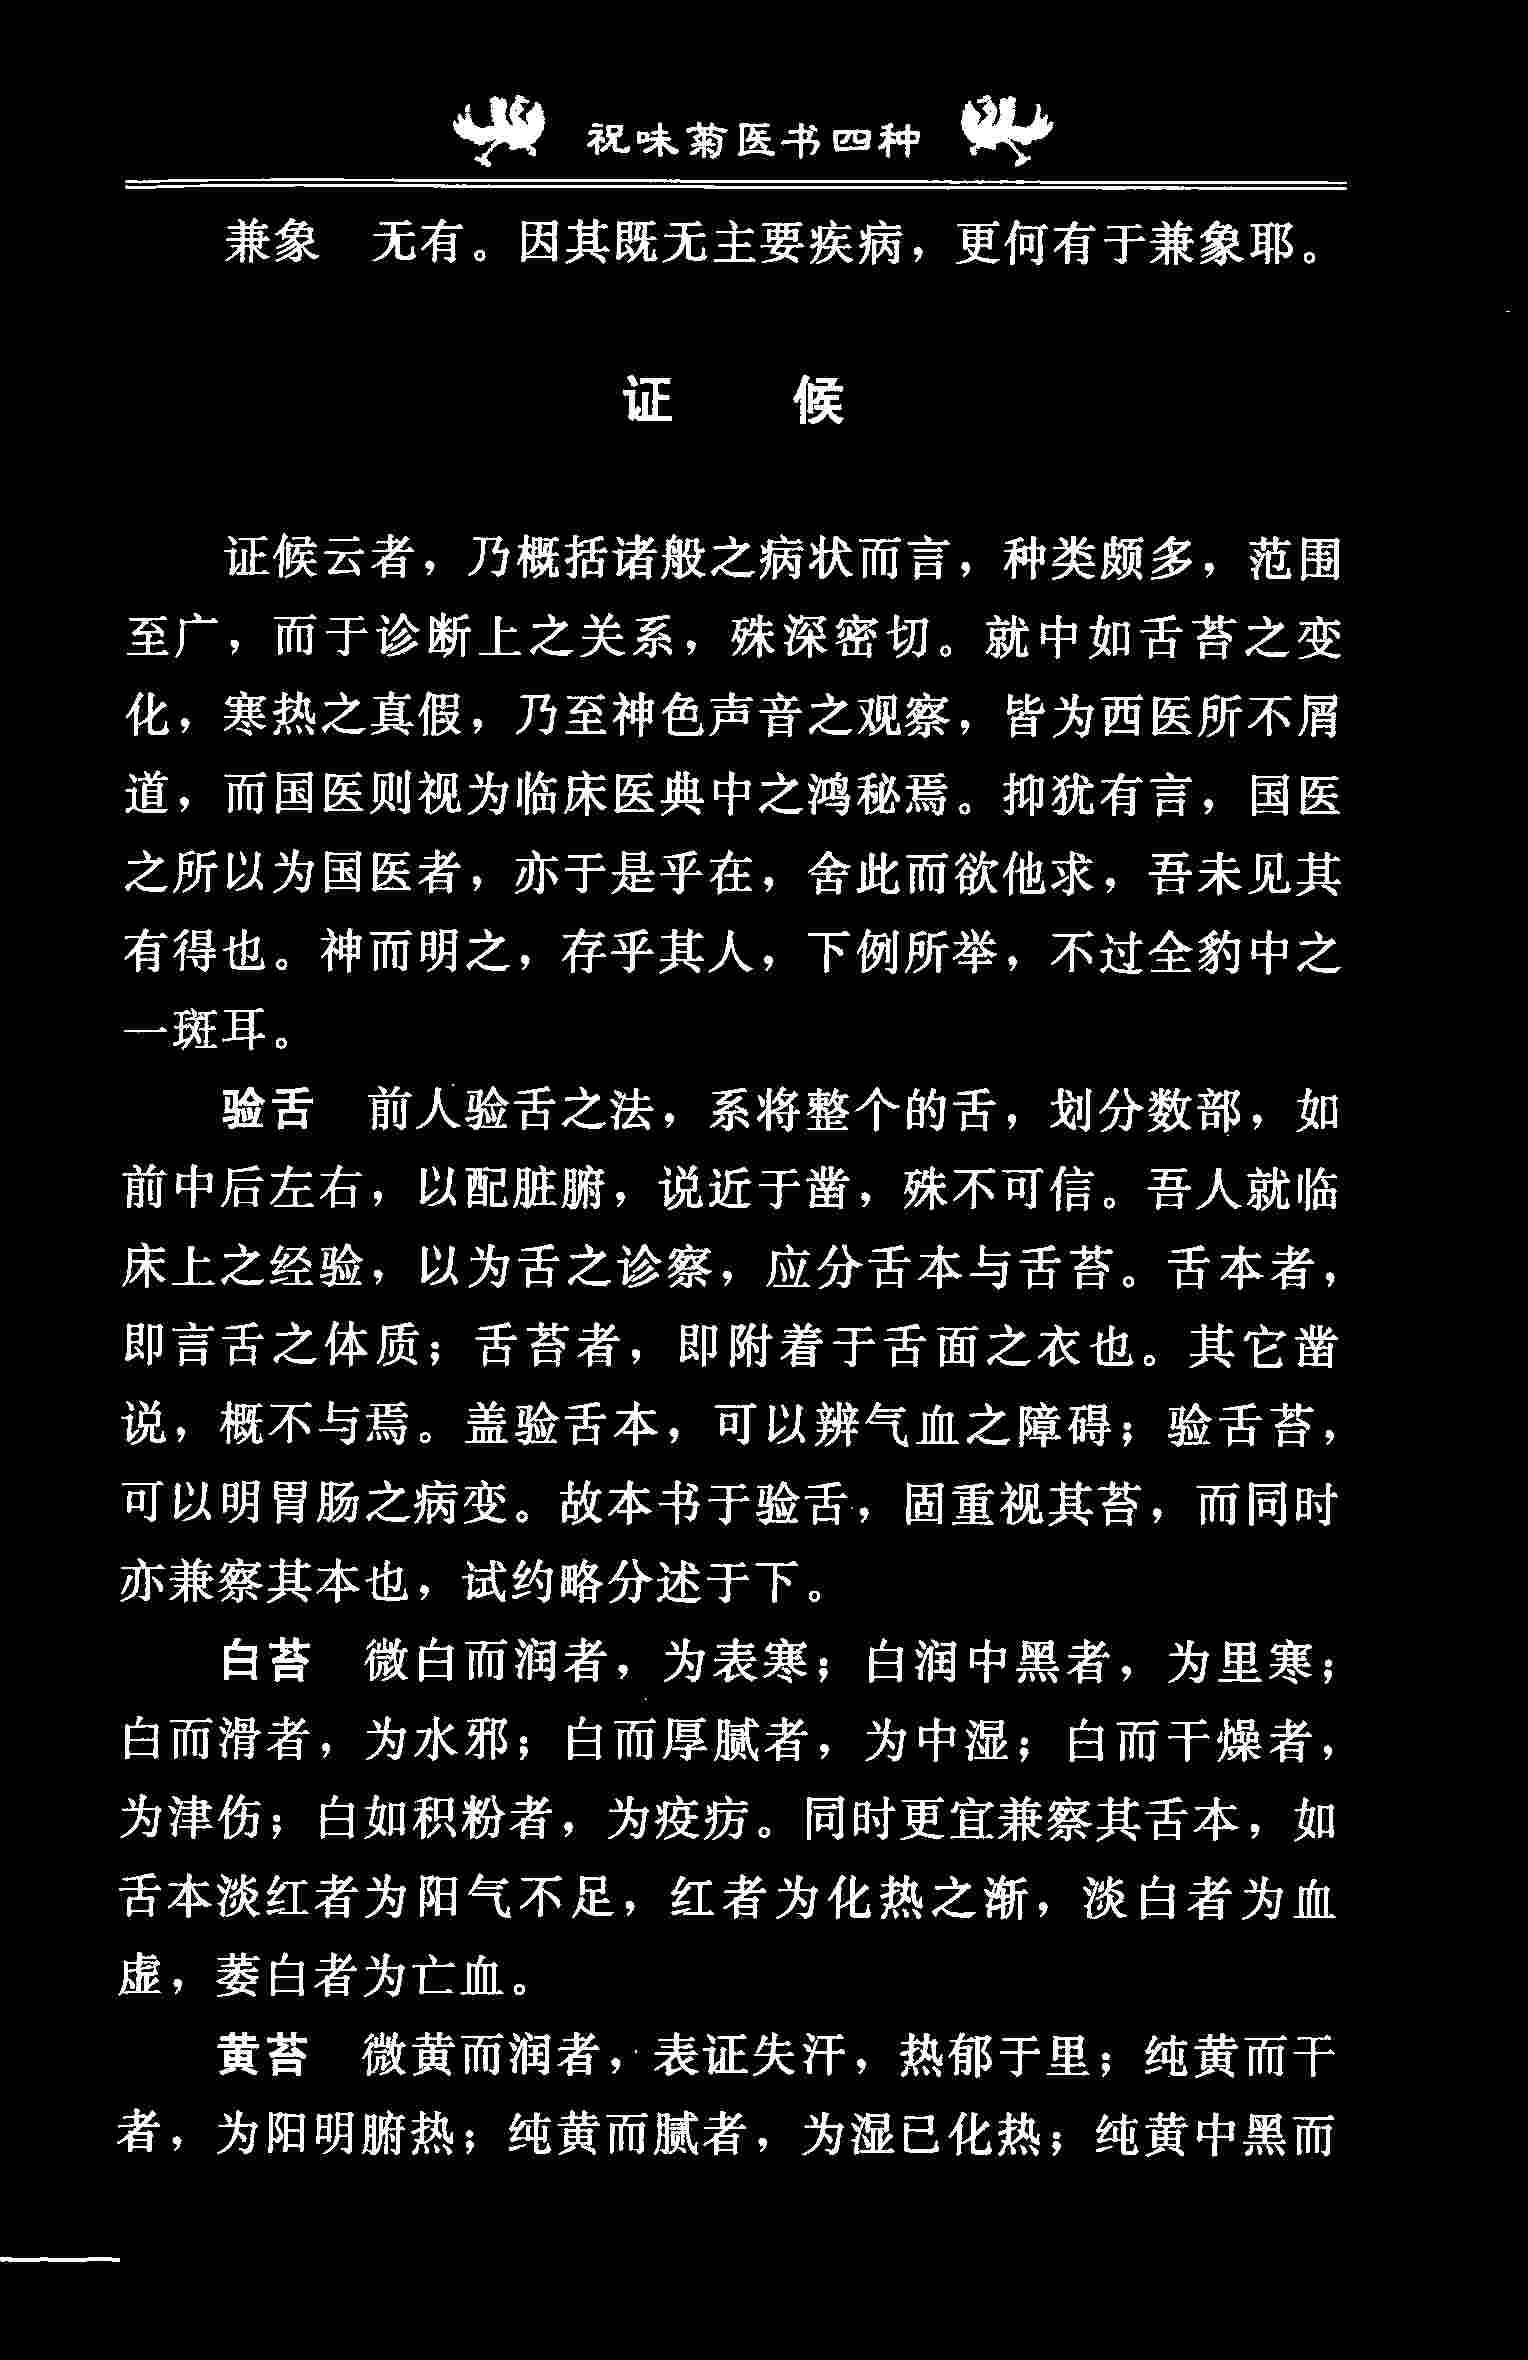 祝味菊医书四种
兼象　无有。因其既无主要疾病，更何有于兼象耶。
证　候
证候云者，乃概括诸般之病状而言，种类颇多，范围
至广，而于诊断上之关系，殊深密切。就中如舌苔之变
化，寒热之真假，乃至神色声音之观察，皆为西医所不屑
道，而国医则视为临床医典中之鸿秘焉。抑犹有言，国医
之所以为国医者，亦于是乎在，舍此而欲他求，吾未见其
有得也。神而明之，存乎其人，下例所举，不过全豹中之
一斑耳。
验舌　前人验舌之法，系将整个的舌，划分数部，如
前中后左右，以配脏腑，说近于凿，殊不可信。吾人就临
床上之经验，以为舌之诊察，应分舌本与舌苔。舌本者，
即言舌之体质；舌苔者，即附着于舌面之衣也。其它凿
说，概不与焉。盖验舌本，可以辨气血之障碍；验舌苔，
可以明胃肠之病变。故本书于验舌，固重视其苔，而同时
亦兼察其本也，试约略分述于下。
白苔　微白而润者，为表寒；白润中黑者，为里寒；
白而滑者，为水邪；白而厚腻者，为中湿；白而干燥者，
为津伤；白如积粉者，为疫疠。同时更宜兼察其舌本，如
舌本淡红者为阳气不足，红者为化热之渐，淡白者为血
虚，萎白者为亡血。
黄苔　微黄而润者，表证失汗，热郁于里；纯黄而干
者，为阳明腑热；纯黄而腻者，为湿已化热；纯黄中黑而